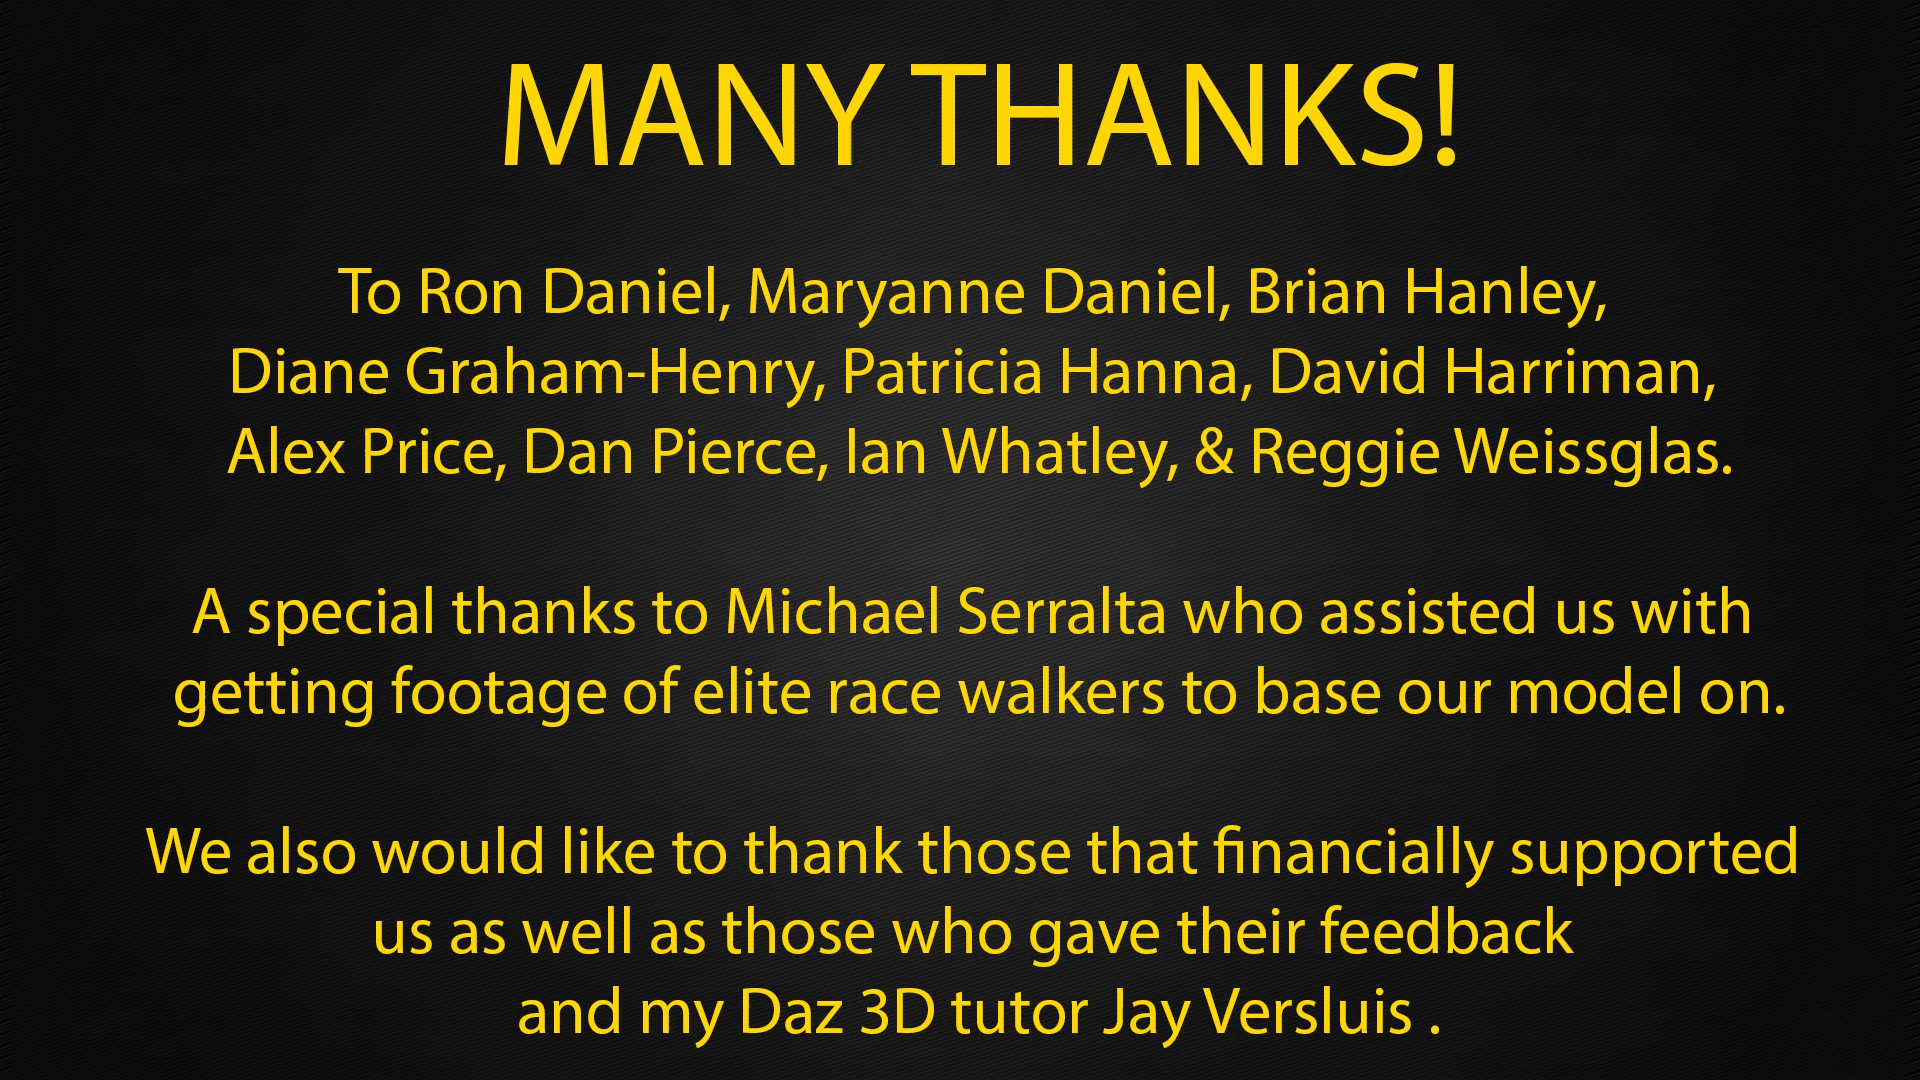 MANY THANKS!
To Ron Daniel, Maryanne Daniel, Brian Hanley,
Diane Graham-Henry, Patricia Hanna, David Harriman,
Alex Price, Dan Pierce, Ian Whatley, & Reggie Weissglas.
A special thanks to Michael Serralta who assisted us with
getting footage of elite race walkers to base our model on.
We also would like to thank those that financially supported
us as well as those who gave their feedback
and my Daz 3D tutor Jay Versluis .